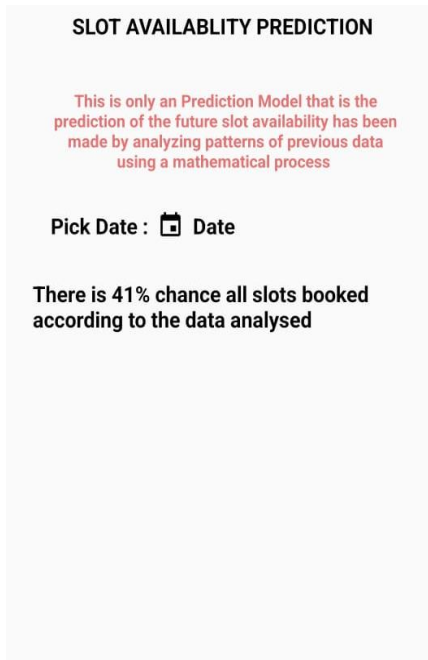 SLOT AVAILABLITY PREDICTION
This is only an Prediction Model that is the
prediction of the future slot availability has been
made by analyzing patterns of previous data
using a mathematical process
Pick Date : Date
There is 41% chance all slots booked
according to the data analysed